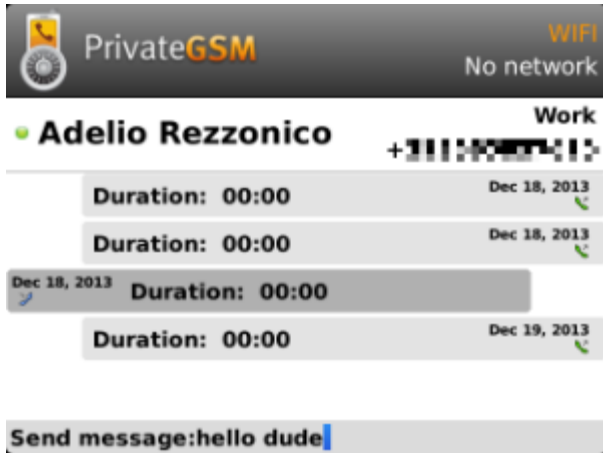 PrivateGSM
WIFI
No network
Adelio Rezzonico
Work
Duration: 00:00
Dec 18, 2013
Duration: 00:00
Dec 18, 2013
Dec 18, 2013
Duration: 00:00
Duration: 00:00
Dec 19, 2013
Send message:hello dude